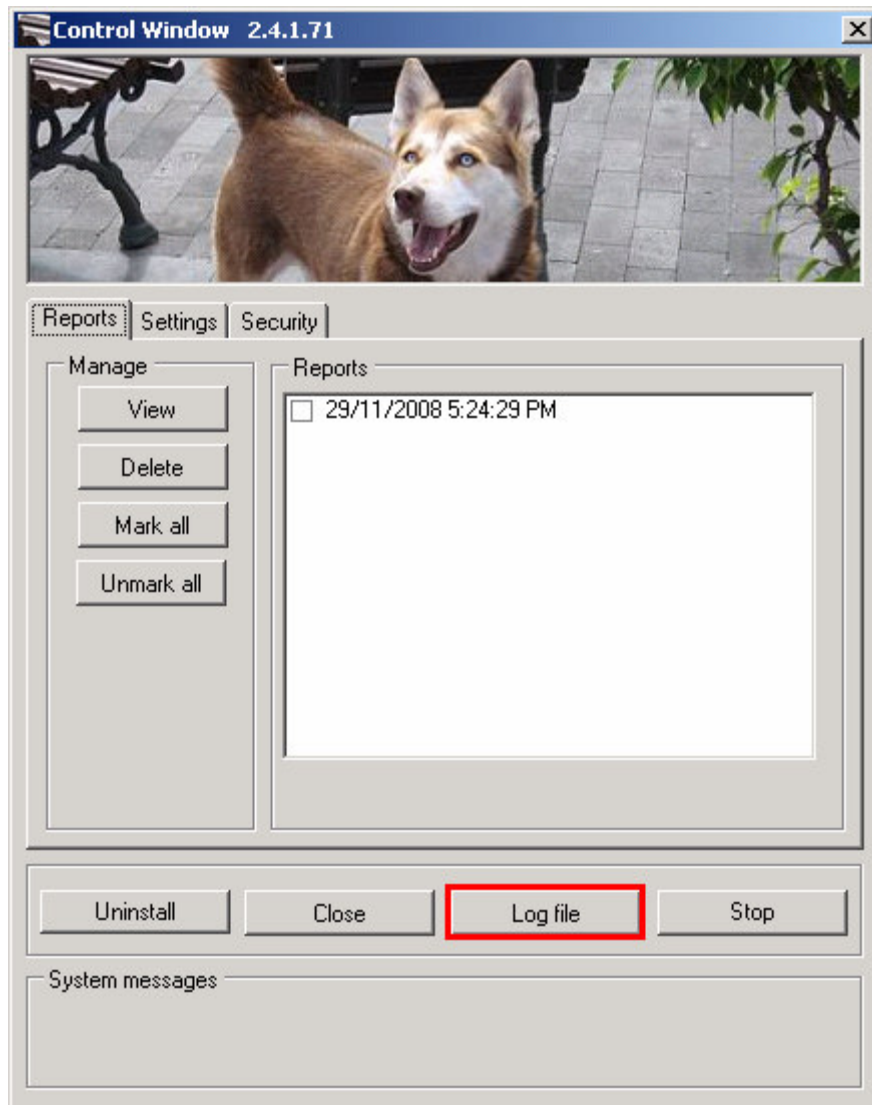 Control Window 2.4.1.71
Reports Settings Security
Manage
Reports
View
29/11/2008 5:24:29 PM
Delete
Mark all
Unmark all
Uninstall Close Log file Stop
System messages